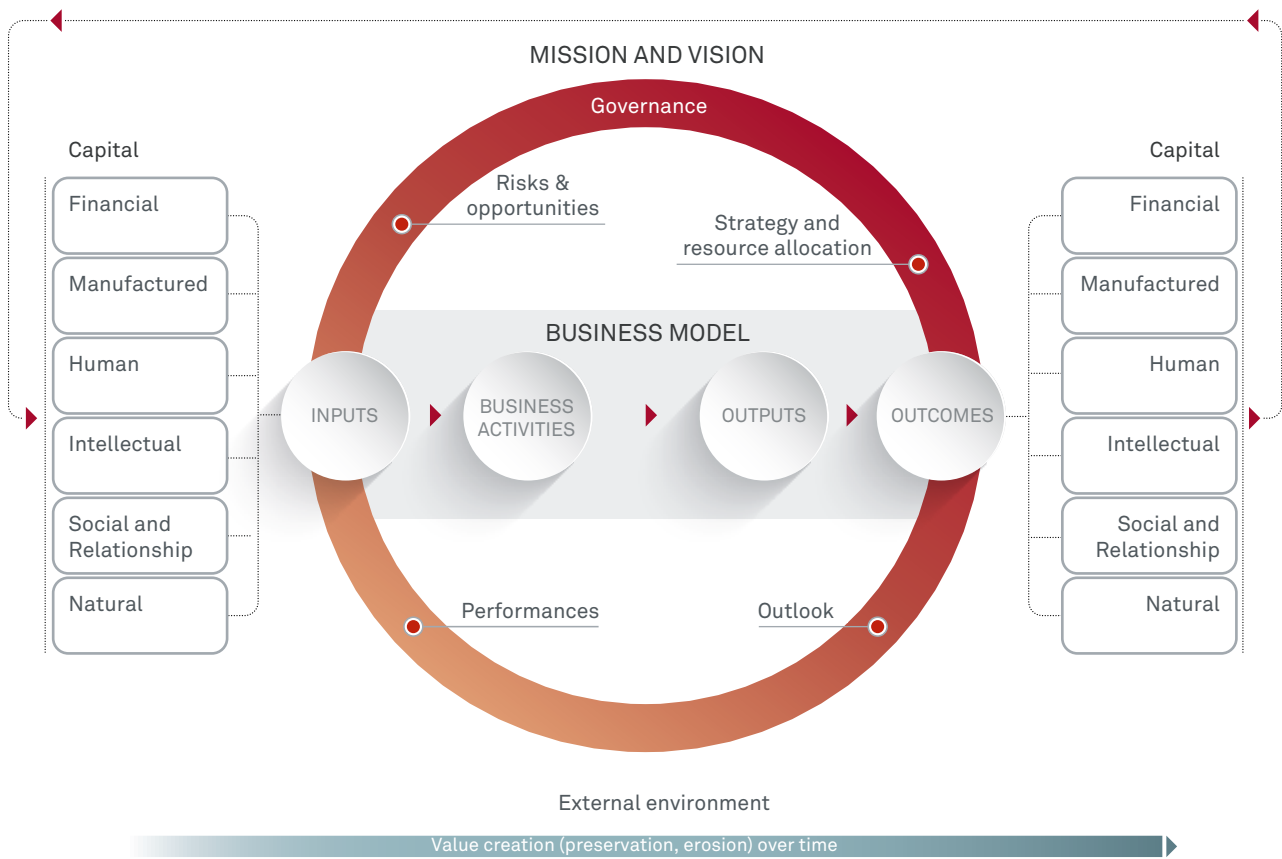 MISSION AND VISION
Governance
Capital
Financial
Manufactured
Human
Intellectual
Social and
Relationship
Natural
Risks &
opportunities
Strategy and
resource allocation
BUSINESS MODEL
INPUTS
BUSINESS
ACTIVITIES
OUTPUTS
OUTCOMES
Performances
Outlook
Capital
Financial
Manufactured
Human
Intellectual
Social and
Relationship
Natural
External environment
Value creation (preservation, erosion) over time